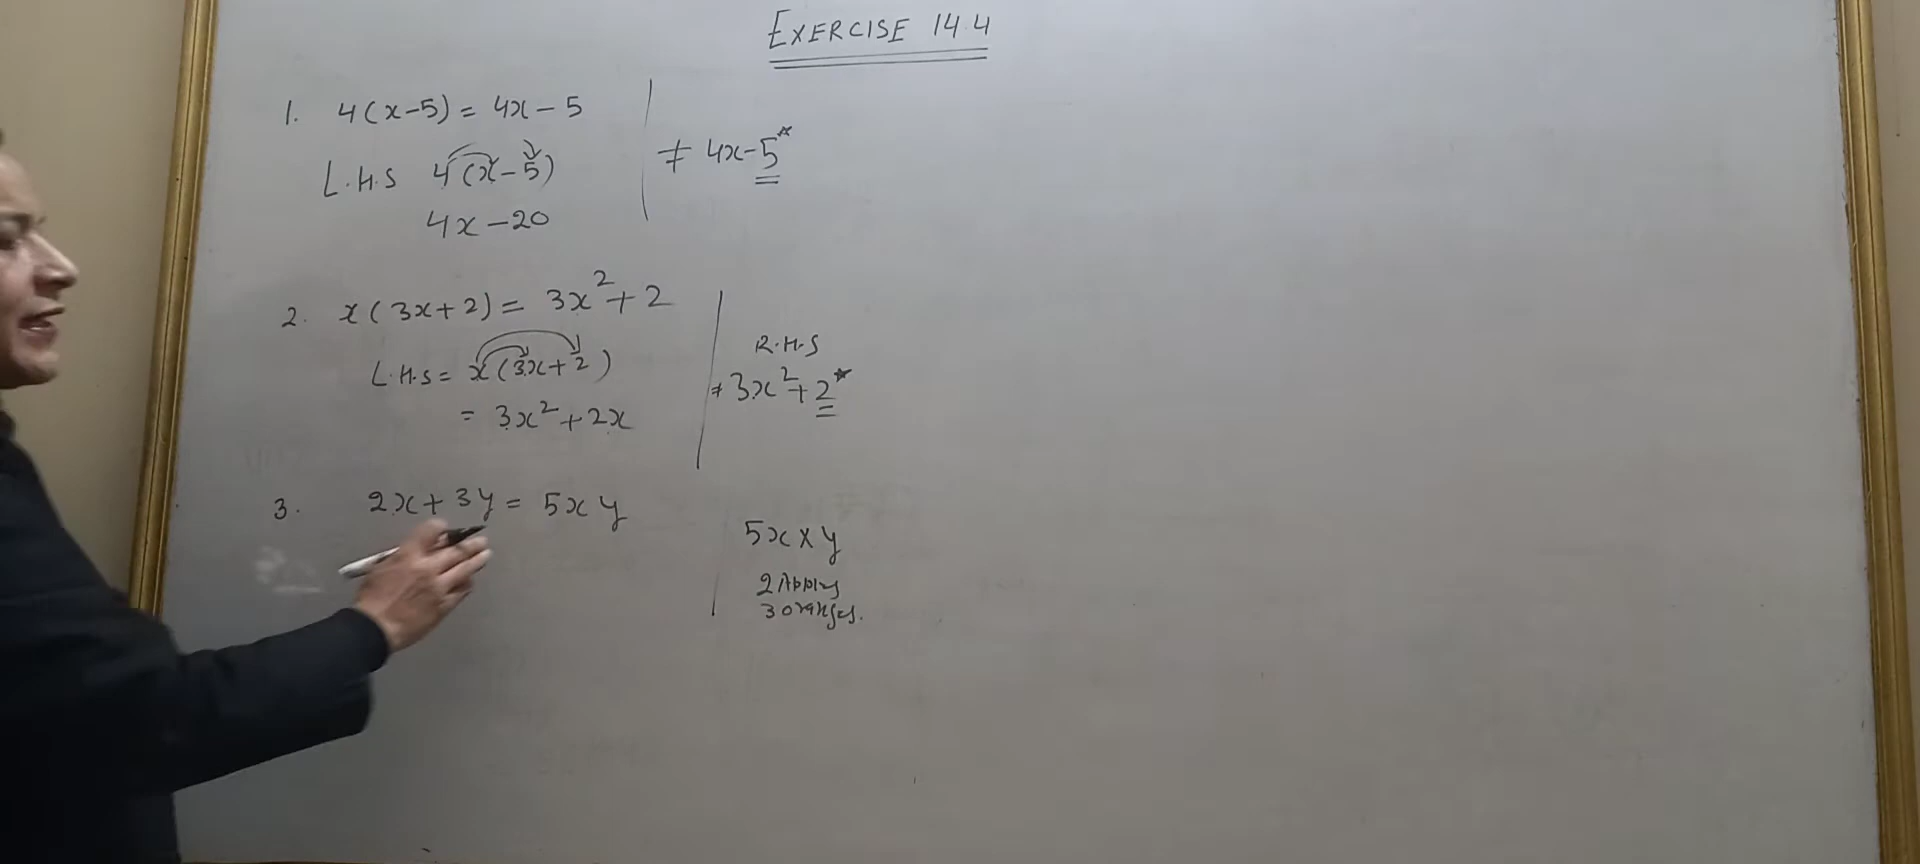 EXERCISE 14.4
1. 4(x-5) = 4x - 5
L.H.S 4(x-5)
4x - 20
≠ 4x-5*
2. x(3x+2) = 3x²+2
L.H.S = x(3x+2)
= 3x²+2x
R.H.S
≠ 3x²+2*
3. 2x+3y = 5xy
5x×y
2 Apples
3 oranges.